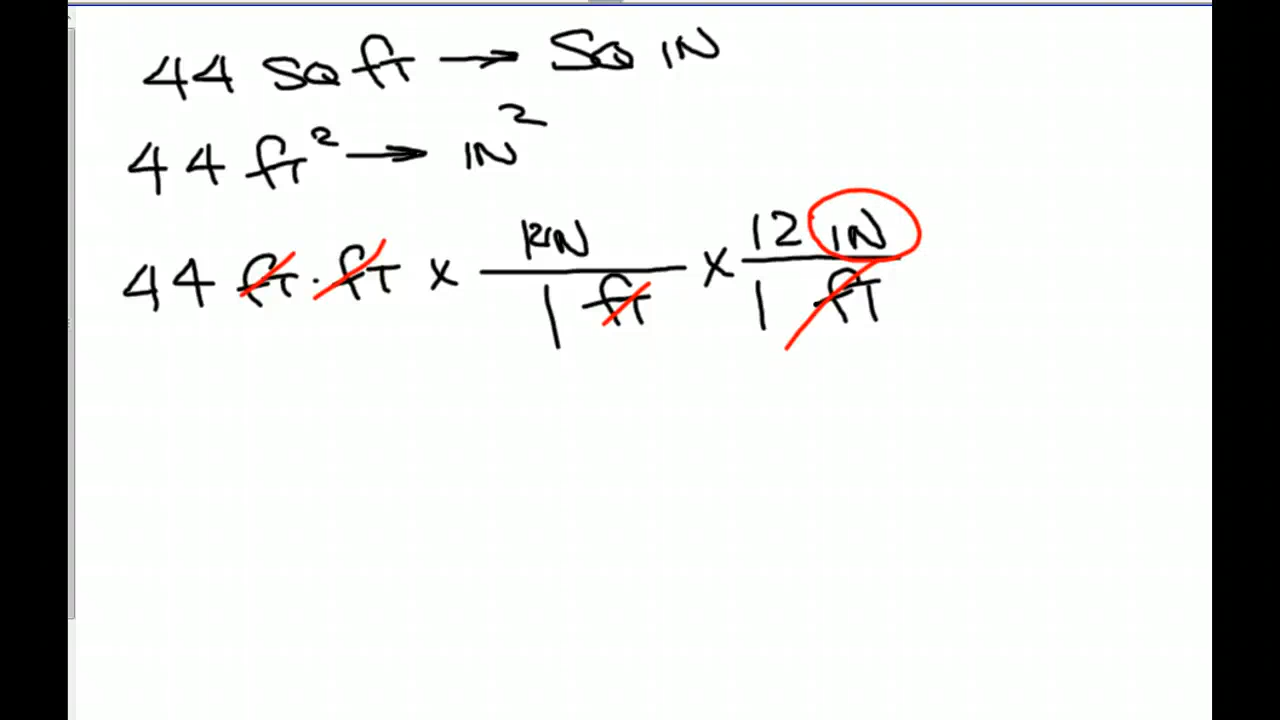 44 SQ fT → SQ IN
44 fT² → IN²
44 fT · fT × 12IN / 1 fT × 12 IN / 1 fT